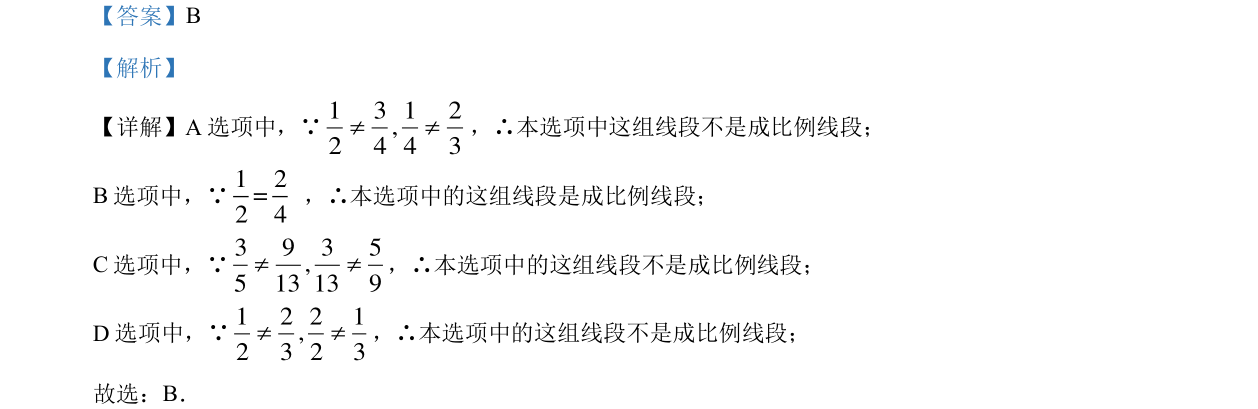 【答案】B
【解析】
【详解】A 选项中，∵ 1/2 ≠ 3/4, 1/4 ≠ 2/3，∴本选项中这组线段不是成比例线段；
B 选项中，∵ 1/2 = 2/4 ，∴本选项中的这组线段是成比例线段；
C 选项中，∵ 3/5 ≠ 9/13, 3/13 ≠ 5/9，∴本选项中的这组线段不是成比例线段；
D 选项中，∵ 1/2 ≠ 2/3, 2/2 ≠ 1/3，∴本选项中的这组线段不是成比例线段；
故选：B．